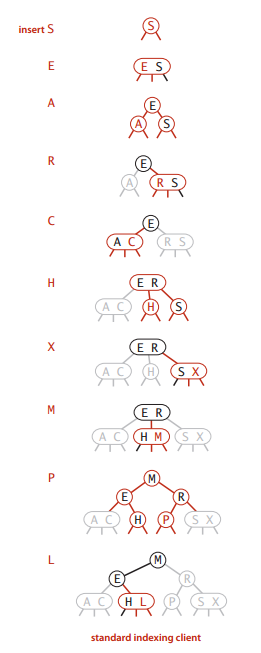 insert S
S
E
E S
A
E
A S
R
E
A R S
C
E
A C R S
H
E R
A C H S
X
E R
A C H S X
M
E R
A C H M S X
P
M
E R
A C H P S X
L
M
E R
A C H L P S X
standard indexing client